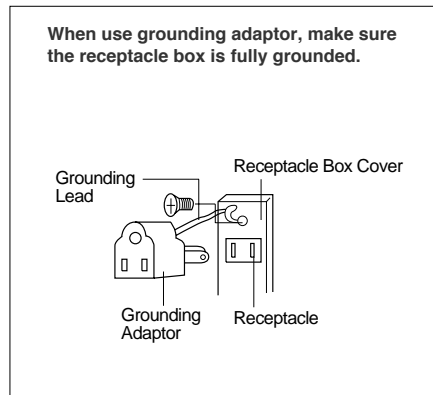 When use grounding adaptor, make sure
the receptacle box is fully grounded.
Grounding
Lead
Receptacle Box Cover
Grounding
Adaptor
Receptacle